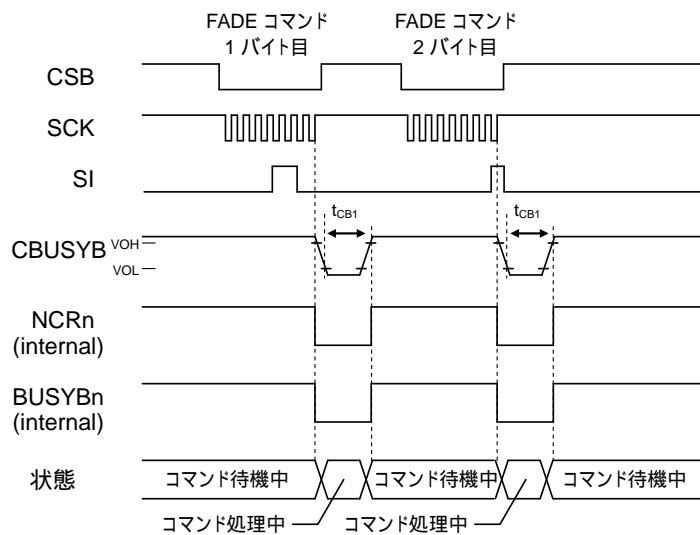 FADE コマンド
1 バイト目
FADE コマンド
2 バイト目
CSB
SCK
SI
tCB1
tCB1
CBUSYB
VOH
VOL
NCRn
(internal)
BUSYBn
(internal)
状態
コマンド待機中
コマンド待機中
コマンド待機中
コマンド処理中
コマンド処理中